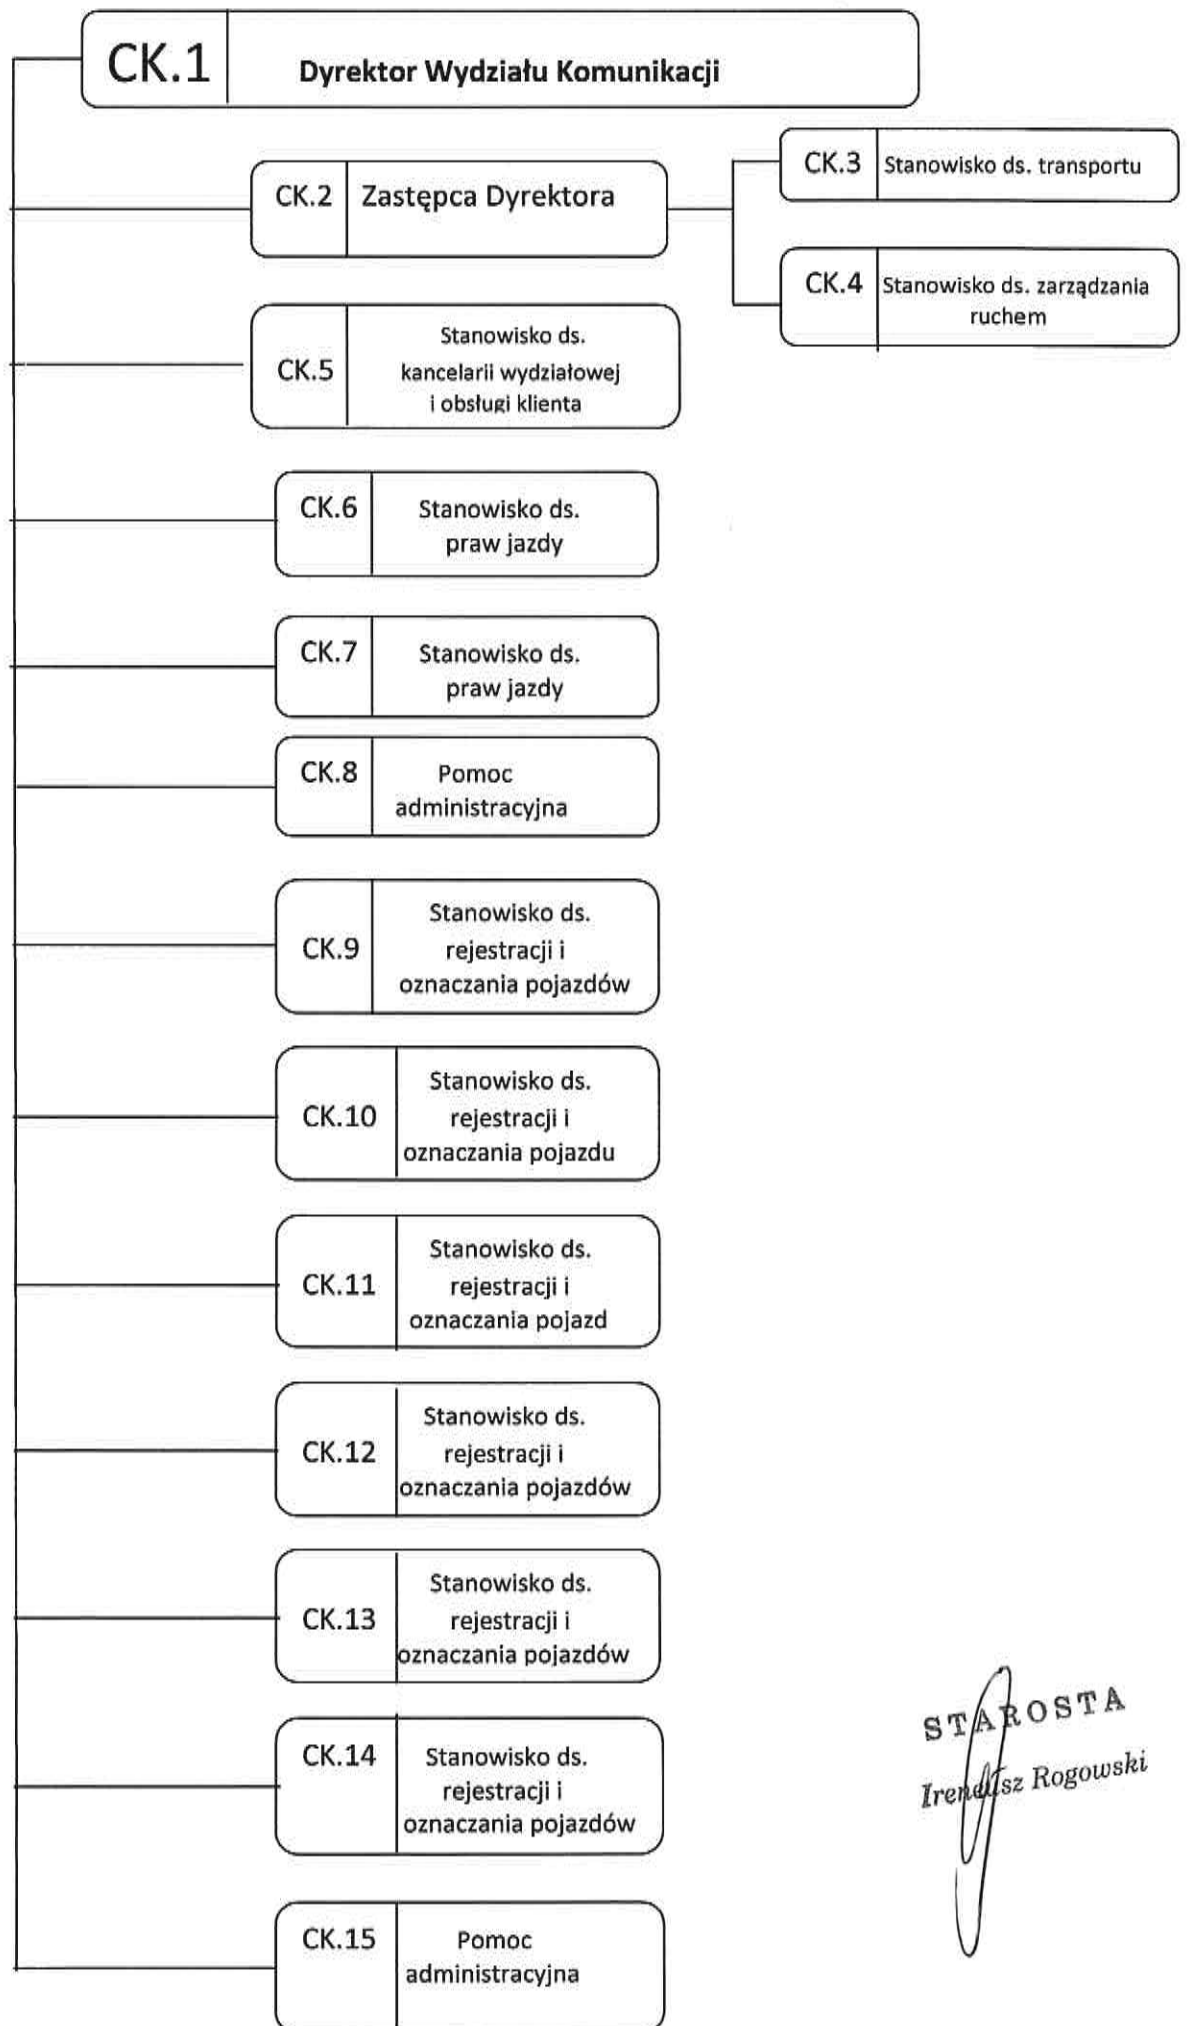 CK.1 Dyrektor Wydziału Komunikacji
CK.2 Zastępca Dyrektora
CK.3 Stanowisko ds. transportu
CK.4 Stanowisko ds. zarządzania
ruchem
CK.5
Stanowisko ds.
kancelarii wydziałowej
i obsługi klienta
CK.6 Stanowisko ds.
praw jazdy
CK.7 Stanowisko ds.
praw jazdy
CK.8 Pomoc
administracyjna
CK.9
Stanowisko ds.
rejestracji i
oznaczania pojazdów
CK.10
Stanowisko ds.
rejestracji i
oznaczania pojazdu
CK.11
Stanowisko ds.
rejestracji i
oznaczania pojazd
CK.12
Stanowisko ds.
rejestracji i
oznaczania pojazdów
CK.13
Stanowisko ds.
rejestracji i
oznaczania pojazdów
CK.14 Stanowisko ds.
rejestracji i
oznaczania pojazdów
CK.15 Pomoc
administracyjna
STAROSTA
Ireneusz Rogowski